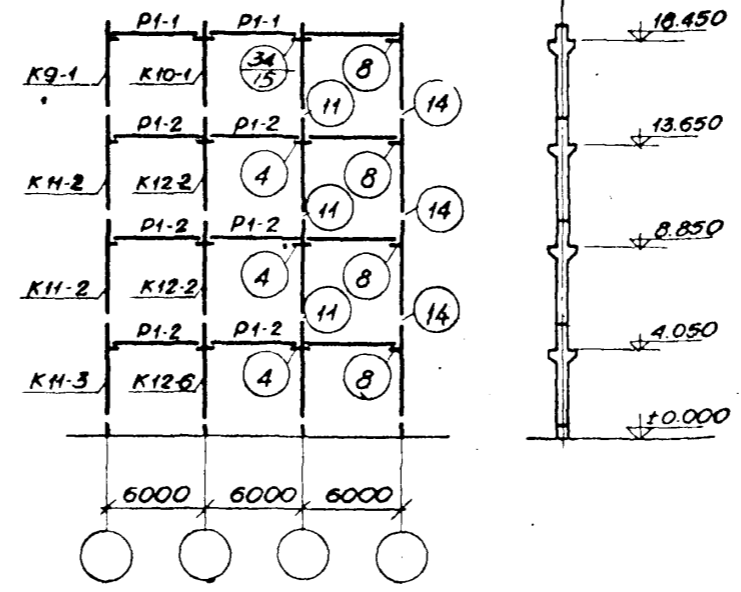 Р1-1 Р1-1
18.450
К9-1 К10-1 34/15 8
11 14
Р1-2 Р1-2
13.650
К11-2 К12-2 4 8
11 14
Р1-2 Р1-2
8.850
К11-2 К12-2 4 8
11 14
Р1-2 Р1-2
4.050
К11-3 К12-6 4 8
±0.000
6000 6000 6000